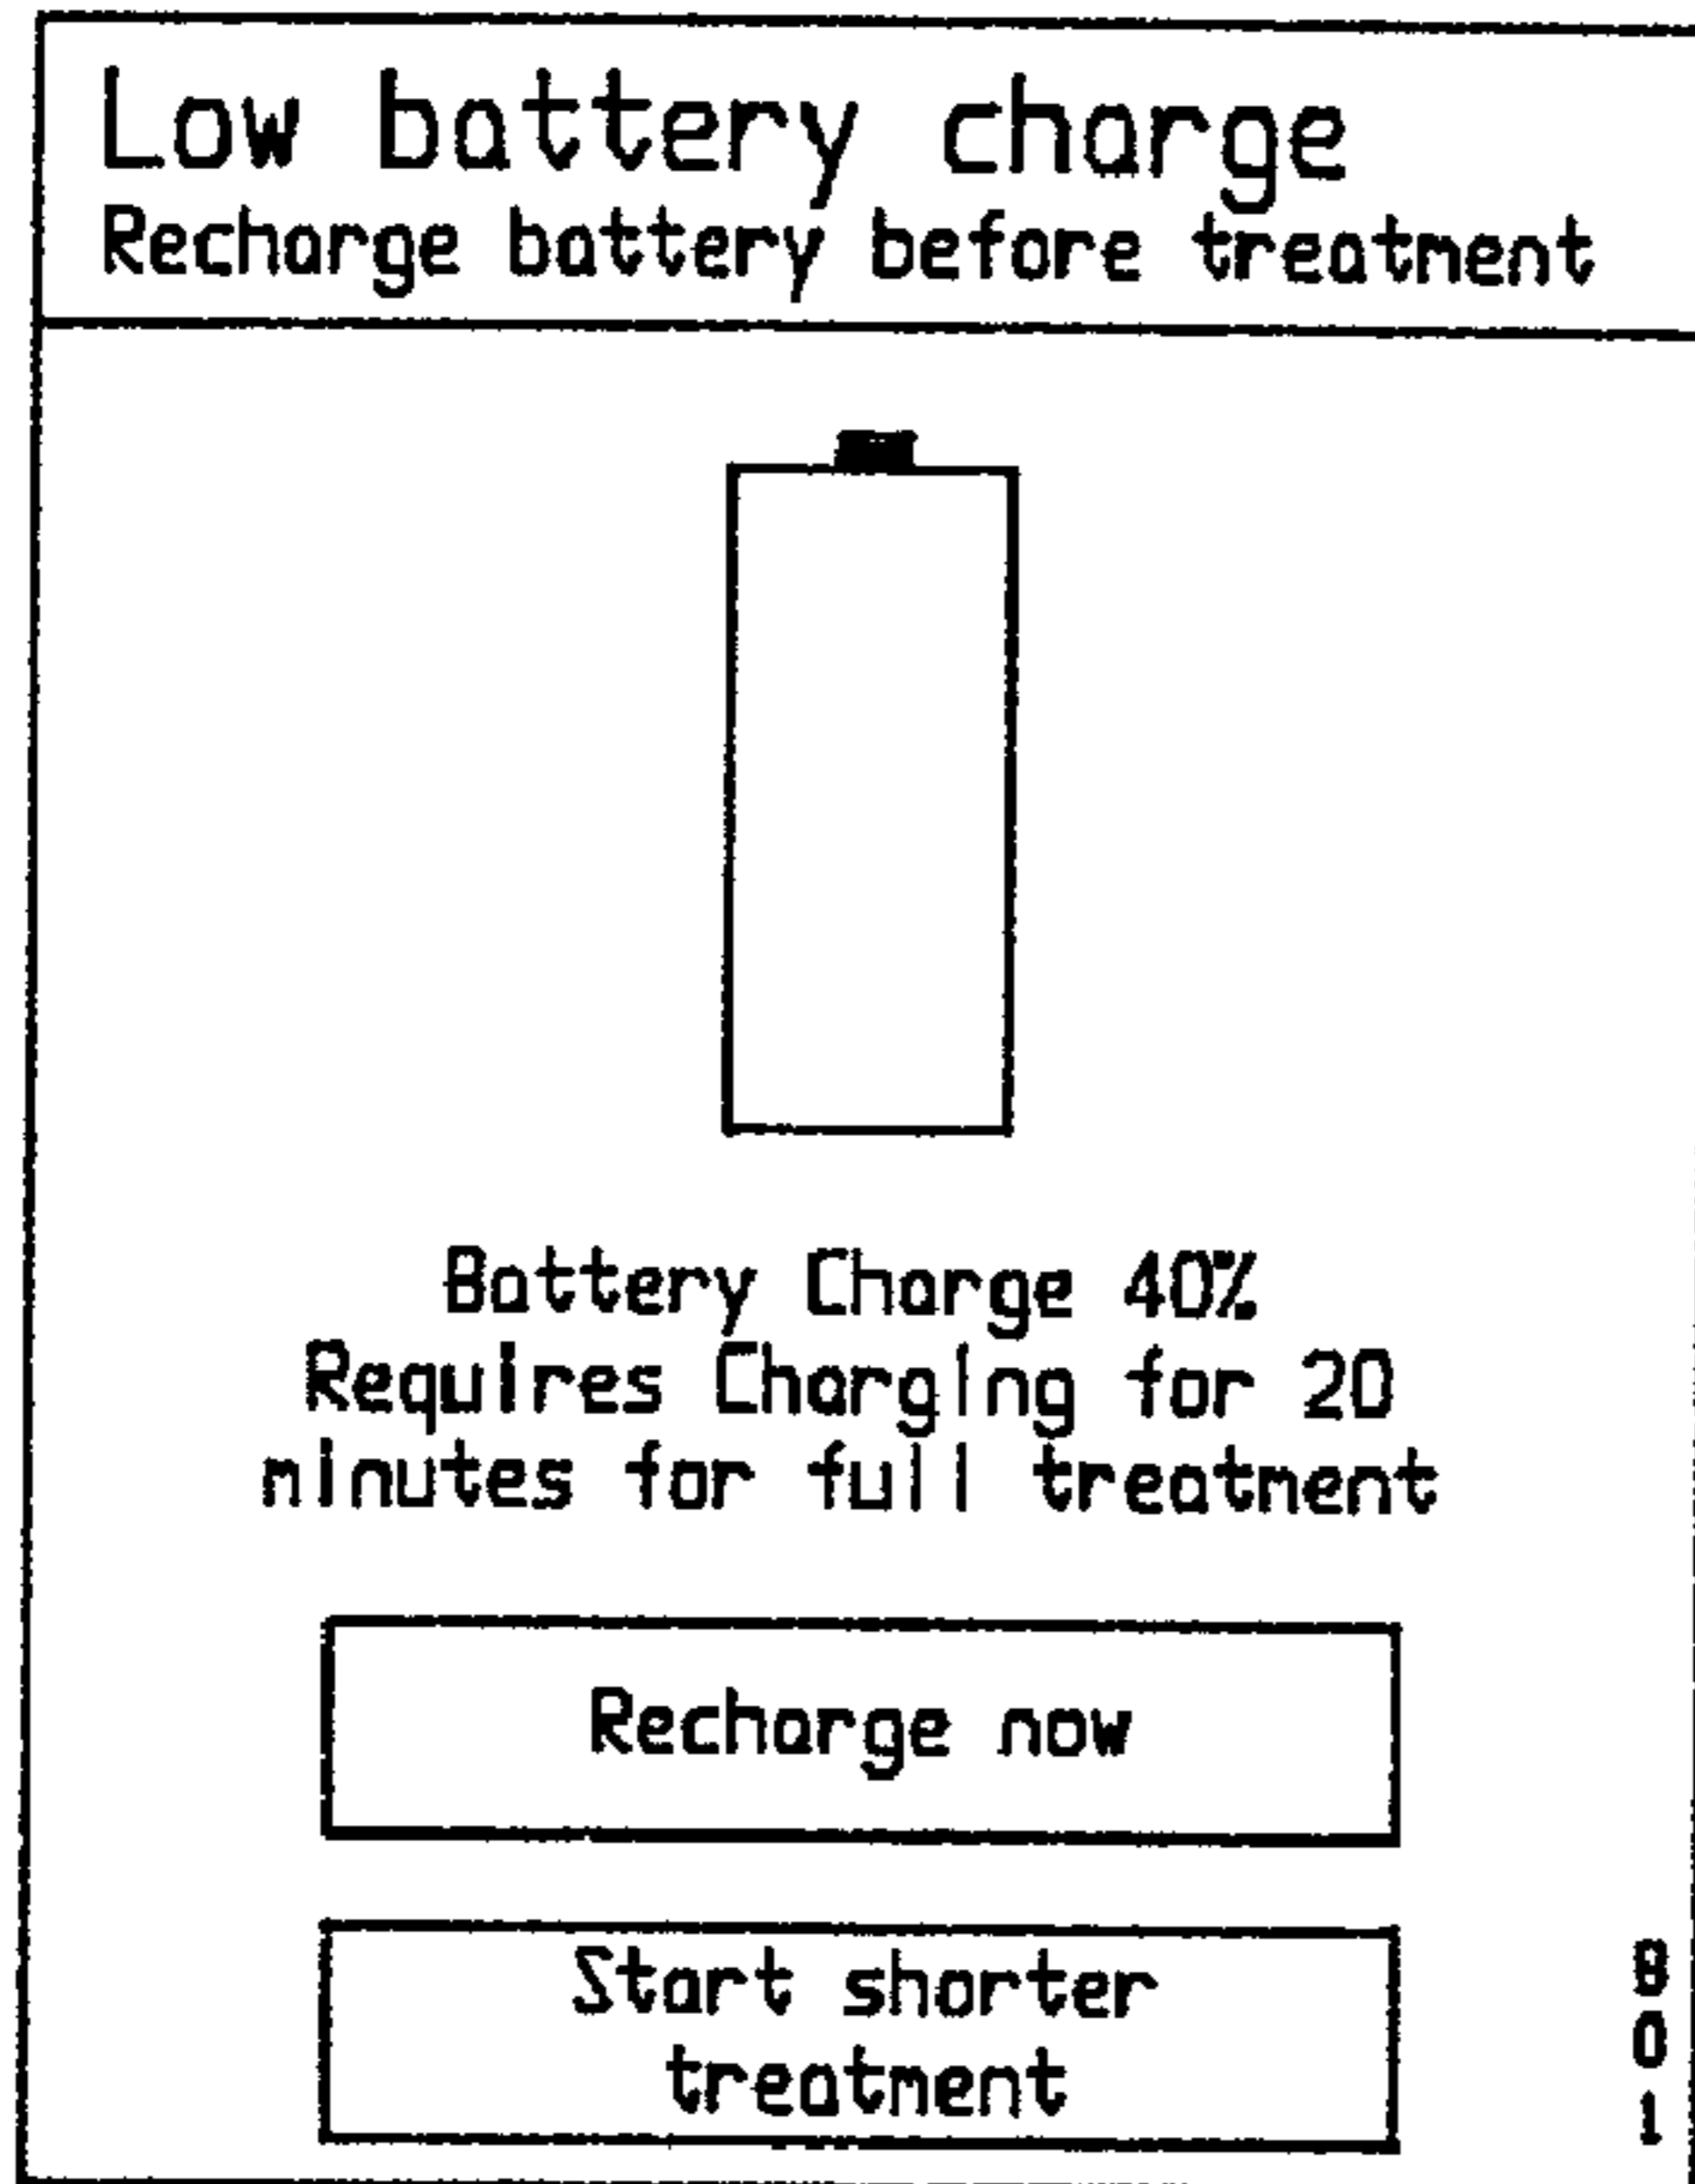 Low battery charge
Recharge battery before treatment
Battery Charge 40%
Requires Charging for 20
minutes for full treatment
Recharge now
Start shorter
treatment
8
0
1